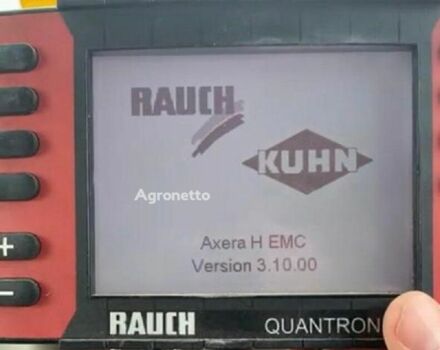 RAUCH
KUHN
Agronetto
Axera H EMC
Version 3.10.00
+
-
RAUCH QUANTRON